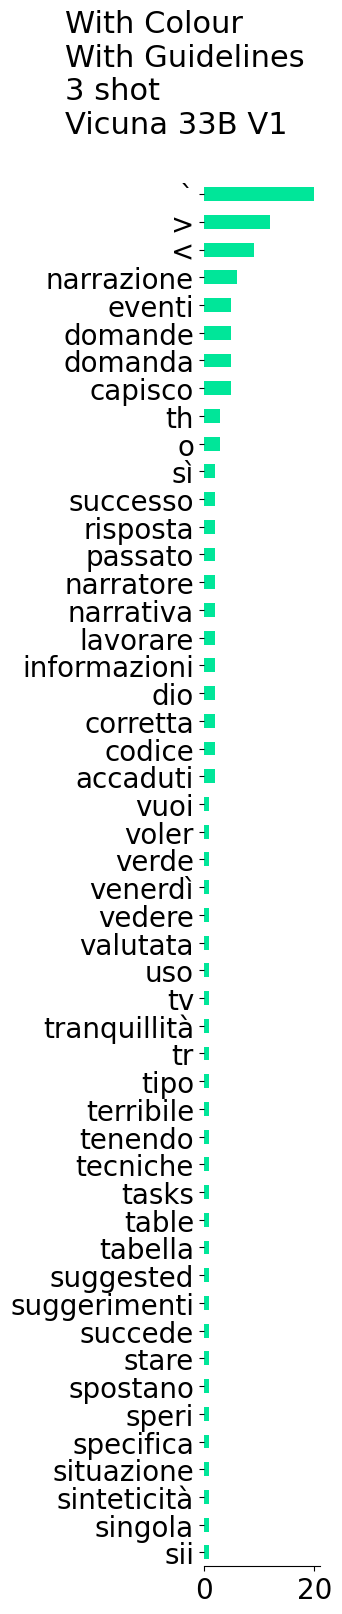 With Colour
With Guidelines
3 shot
Vicuna 33B V1
`
>
<
narrazione
eventi
domande
domanda
capisco
th
o
sì
successo
risposta
passato
narratore
narrativa
lavorare
informazioni
dio
corretta
codice
accaduti
vuoi
voler
verde
venerdì
vedere
valutata
uso
tv
tranquillità
tr
tipo
terribile
tenendo
tecniche
tasks
table
tabella
suggested
suggerimenti
succede
stare
spostano
speri
specifica
situazione
sinteticità
singola
sii
0 20